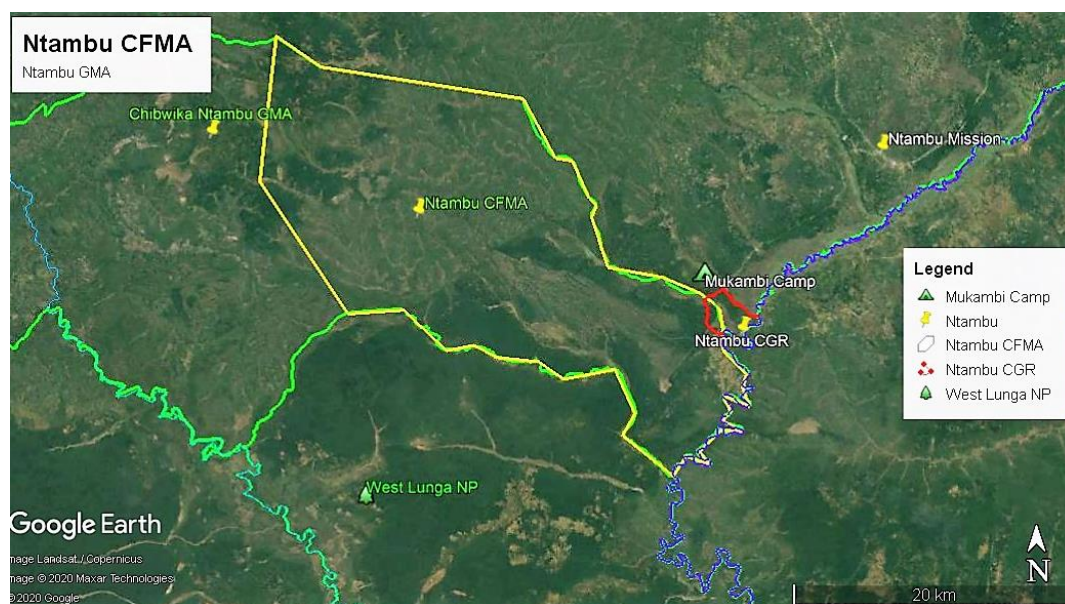 Ntambu CFMA
Ntambu GMA
Chibwika Ntambu GMA
Ntambu Mission
Ntambu CFMA
Mukambi Camp
Ntambu CGR
West Lunga NP
Legend
Mukambi Camp
Ntambu
Ntambu CFMA
Ntambu CGR
West Lunga NP
Google Earth
mage Landsat / Copernicus
mage © 2020 Maxar Technologies
© 2020 Google
N
20 km